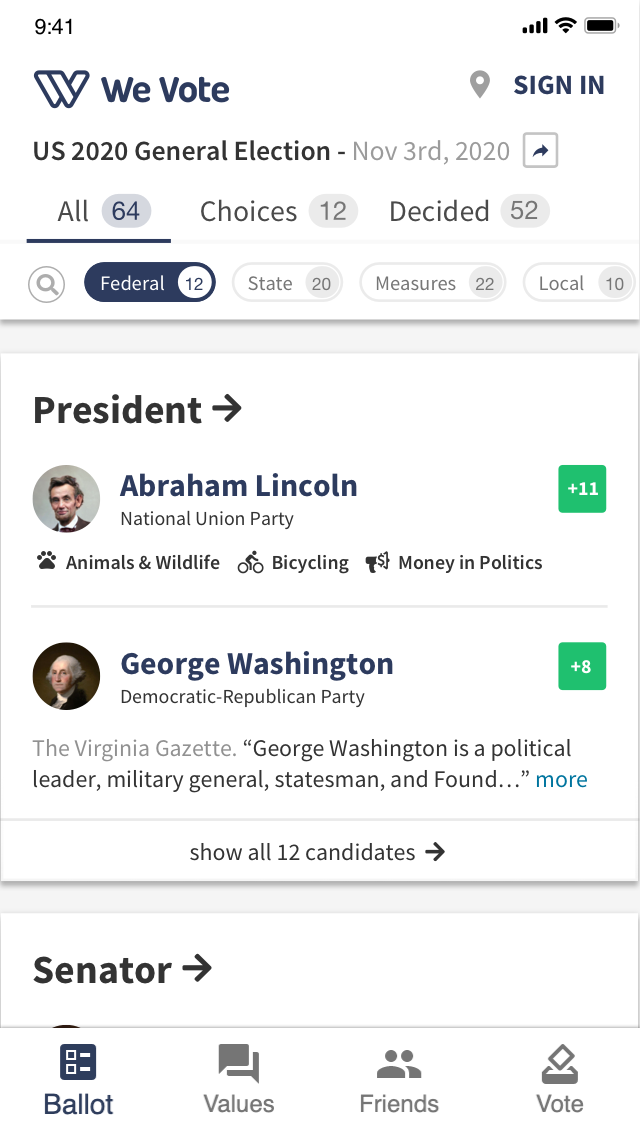 9:41
We Vote
SIGN IN
US 2020 General Election - Nov 3rd, 2020
All 64 Choices 12 Decided 52
Federal 12 State 20 Measures 22 Local 10
President
Abraham Lincoln +11
National Union Party
Animals & Wildlife Bicycling Money in Politics
George Washington +8
Democratic-Republican Party
The Virginia Gazette. “George Washington is a political
leader, military general, statesman, and Found…” more
show all 12 candidates
Senator
Ballot Values Friends Vote